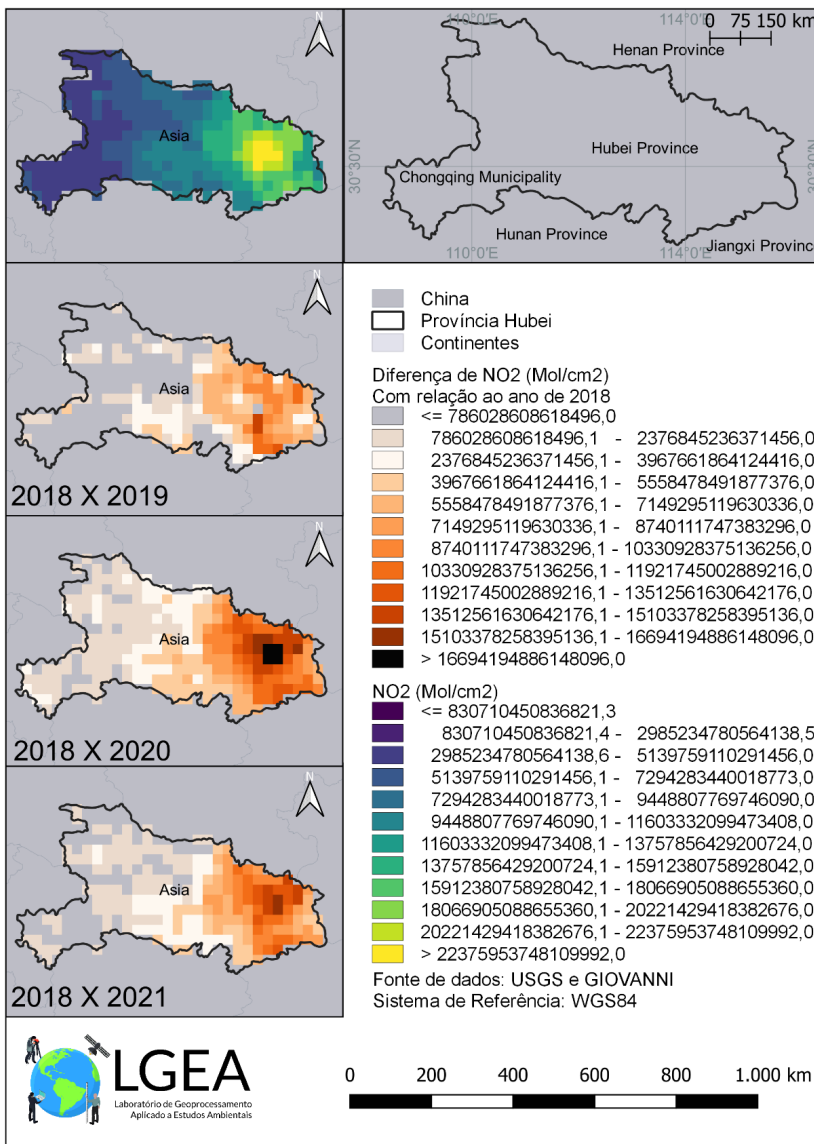 N
Asia
110°0'E
114°0'E
0 75 150 km
Henan Province
Hubei Province
30°30'N
30°30'N
Chongqing Municipality
Hunan Province
Jiangxi Province
110°0'E
114°0'E
N
Asia
2018 X 2019
N
Asia
2018 X 2020
N
Asia
2018 X 2021
China
Província Hubei
Continentes
Diferença de NO2 (Mol/cm2)
Com relação ao ano de 2018
<= 786028608618496,0
786028608618496,1 - 2376845236371456,0
2376845236371456,1 - 3967661864124416,0
3967661864124416,1 - 5558478491877376,0
5558478491877376,1 - 7149295119630336,0
7149295119630336,1 - 8740111747383296,0
8740111747383296,1 - 10330928375136256,0
10330928375136256,1 - 11921745002889216,0
11921745002889216,1 - 13512561630642176,0
13512561630642176,1 - 15103378258395136,0
15103378258395136,1 - 16694194886148096,0
> 16694194886148096,0
NO2 (Mol/cm2)
<= 830710450836821,3
830710450836821,4 - 2985234780564138,5
2985234780564138,6 - 5139759110291456,0
5139759110291456,1 - 7294283440018773,0
7294283440018773,1 - 9448807769746090,0
9448807769746090,1 - 11603332099473408,0
11603332099473408,1 - 13757856429200724,0
13757856429200724,1 - 15912380758928042,0
15912380758928042,1 - 18066905088655360,0
18066905088655360,1 - 20221429418382676,0
20221429418382676,1 - 22375953748109992,0
> 22375953748109992,0
Fonte de dados: USGS e GIOVANNI
Sistema de Referência: WGS84
LGEA
Laboratório de Geoprocessamento
Aplicado a Estudos Ambientais
0 200 400 600 800 1.000 km